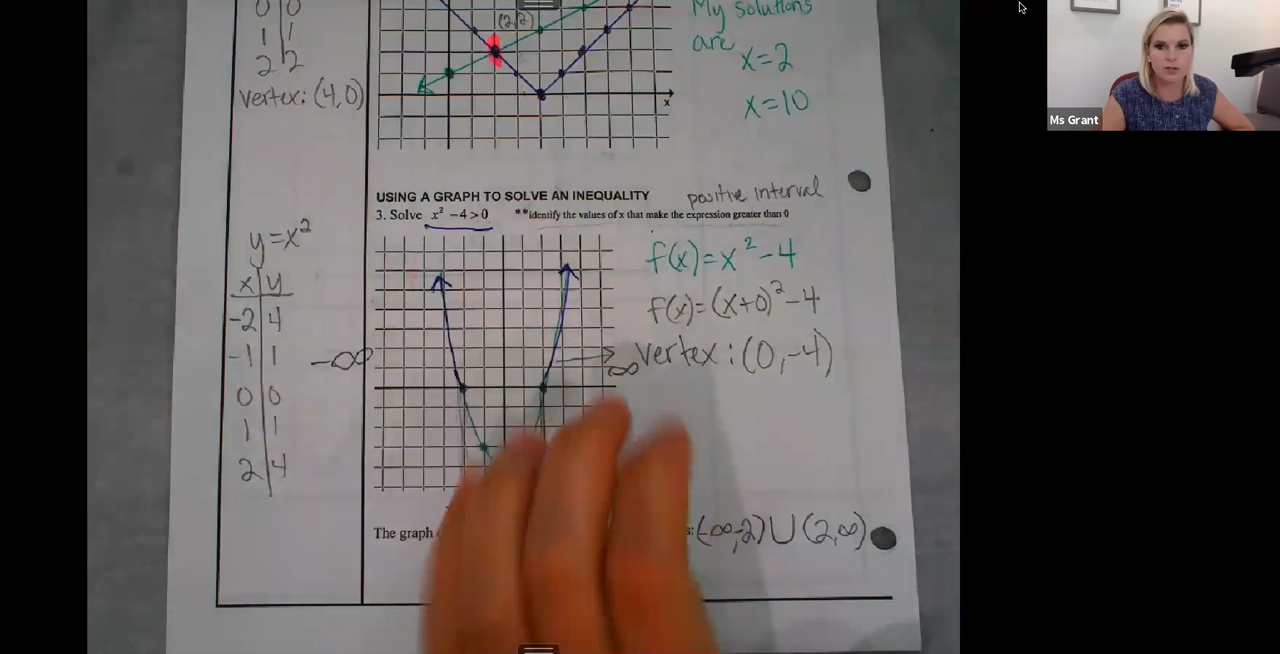 0 0
1 1
2 2
vertex: (4,0)
(2,2)
x
My solutions
are
x=2
x=10
Ms Grant
USING A GRAPH TO SOLVE AN INEQUALITY
positive interval
3. Solve x² −4>0 **identify the values of x that make the expression greater than 0
y=x²
x y
-2 4
-1 1
0 0
1 1
2 4
-∞
∞
f(x)=x²-4
f(x)=(x+0)²-4
vertex: (0,-4)
The graph
:(-∞,-2)∪(2,∞)